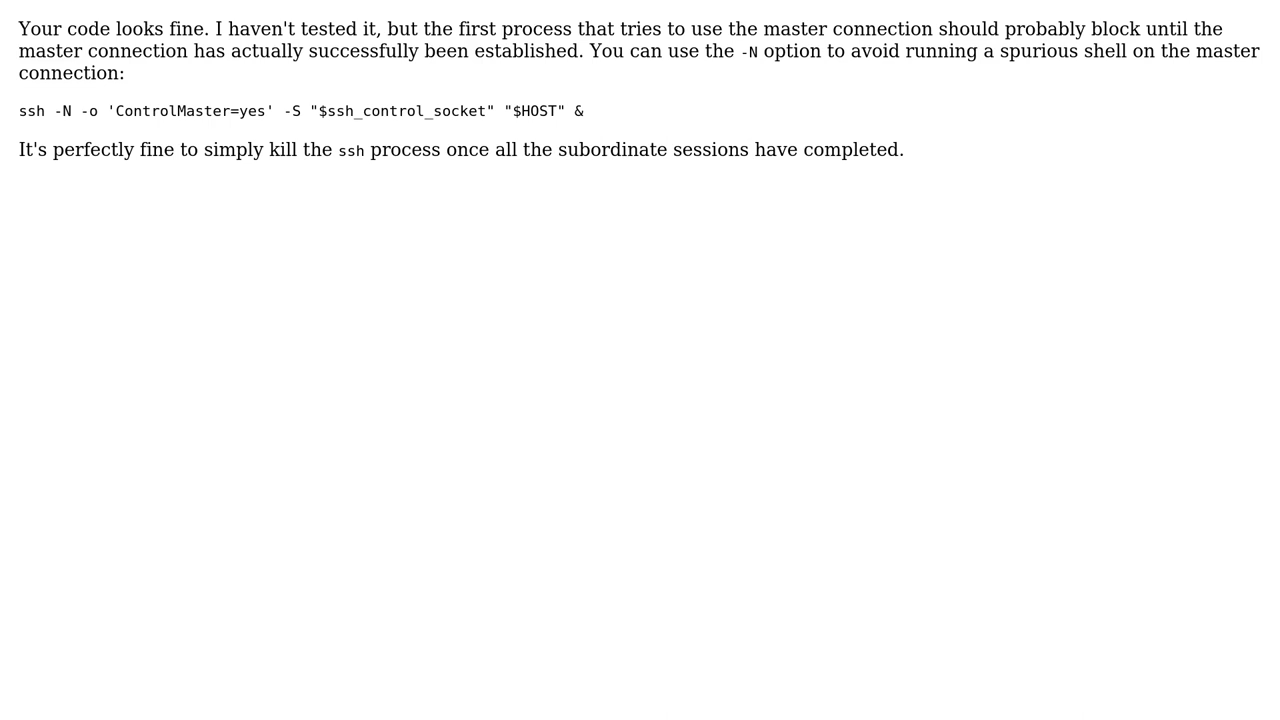 Your code looks fine. I haven't tested it, but the first process that tries to use the master connection should probably block until the
master connection has actually successfully been established. You can use the -N option to avoid running a spurious shell on the master
connection:
ssh -N -o 'ControlMaster=yes' -S "$ssh_control_socket" "$HOST" &
It's perfectly fine to simply kill the ssh process once all the subordinate sessions have completed.